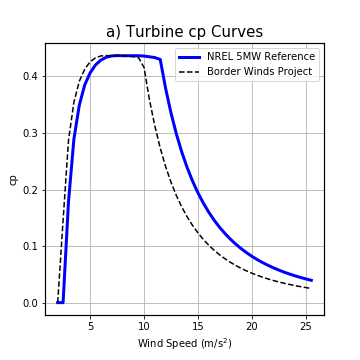 a) Turbine cp Curves
NREL 5MW Reference
Border Winds Project
cp
0.4
0.3
0.2
0.1
0.0
5 10 15 20 25
Wind Speed (m/s²)